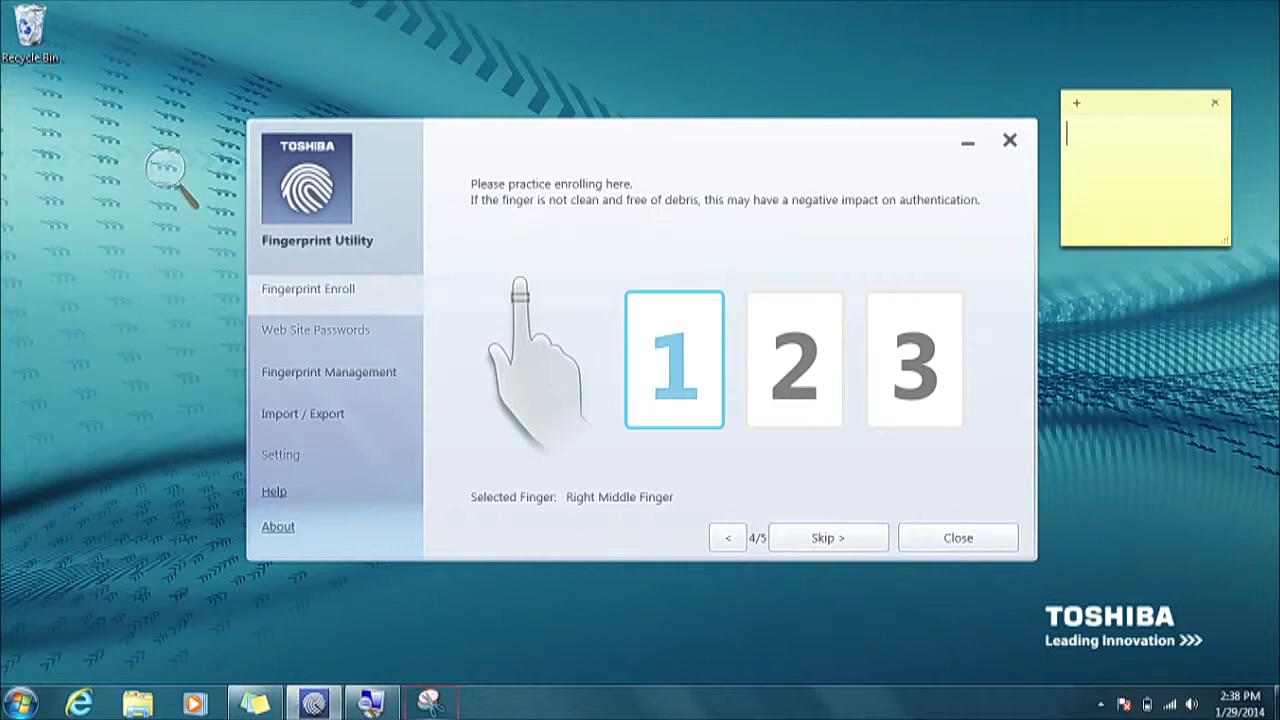 Recycle Bin
TOSHIBA
Fingerprint Utility
Fingerprint Enroll
Web Site Passwords
Fingerprint Management
Import / Export
Setting
Help
About
Please practice enrolling here.
If the finger is not clean and free of debris, this may have a negative impact on authentication.
1 2 3
Selected Finger: Right Middle Finger
< 4/5 Skip > Close
TOSHIBA
Leading Innovation >>>
2:38 PM
1/29/2014